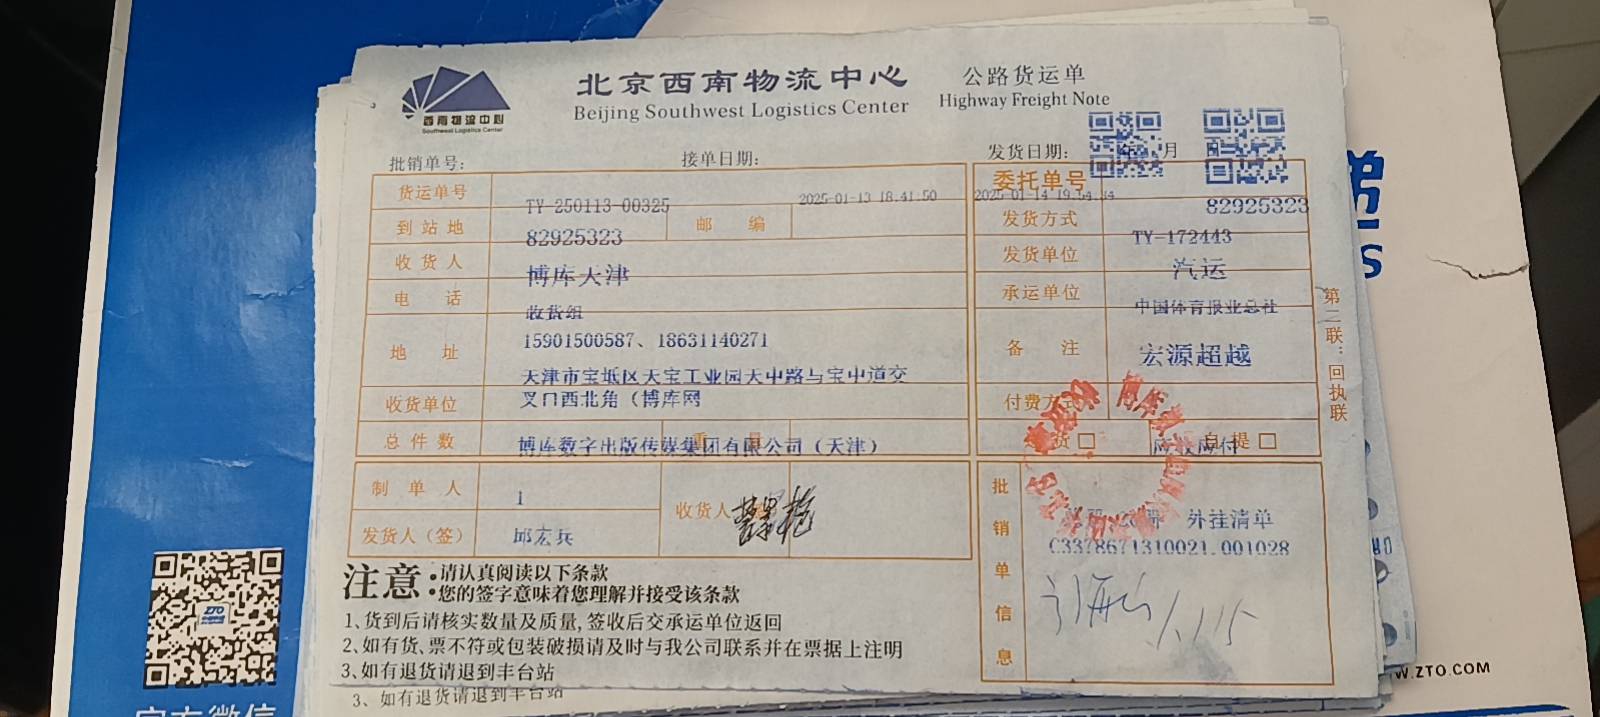 西南物流中心
Southwest Logistics Center
北京西南物流中心
Beijing Southwest Logistics Center
公路货运单
Highway Freight Note
批销单号:
接单日期:
发货日期: 月
货运单号 TY-250113-00325 2025-01-13 18:41:50
委托单号 82925323
到站地 82925323 邮 编
发货方式 TY-172443
收货人 博库天津
发货单位 汽运
电 话 收货组
承运单位 中国体育报业总社
地 址 15901500587、18631140271
天津市宝坻区天宝工业园天中路与宝中道交
叉口西北角(博库网
备 注 宏源超越
收货单位
付费方式
总件数 博库数字出版传媒集团有限公司(天津)
自提口
制 单 人 1
收货人
发货人(签) 邱宏兵
批销单信息
外挂清单
C3378671310021.001028
第二联:回执联
注意:
请认真阅读以下条款
您的签字意味着您理解并接受该条款
1、货到后请核实数量及质量,签收后交承运单位返回
2、如有货、票不符或包装破损请及时与我公司联系并在票据上注明
3、如有退货请退到丰台站
3、如有退货请退到丰台站
ZTO
官方微信
W.ZTO.COM